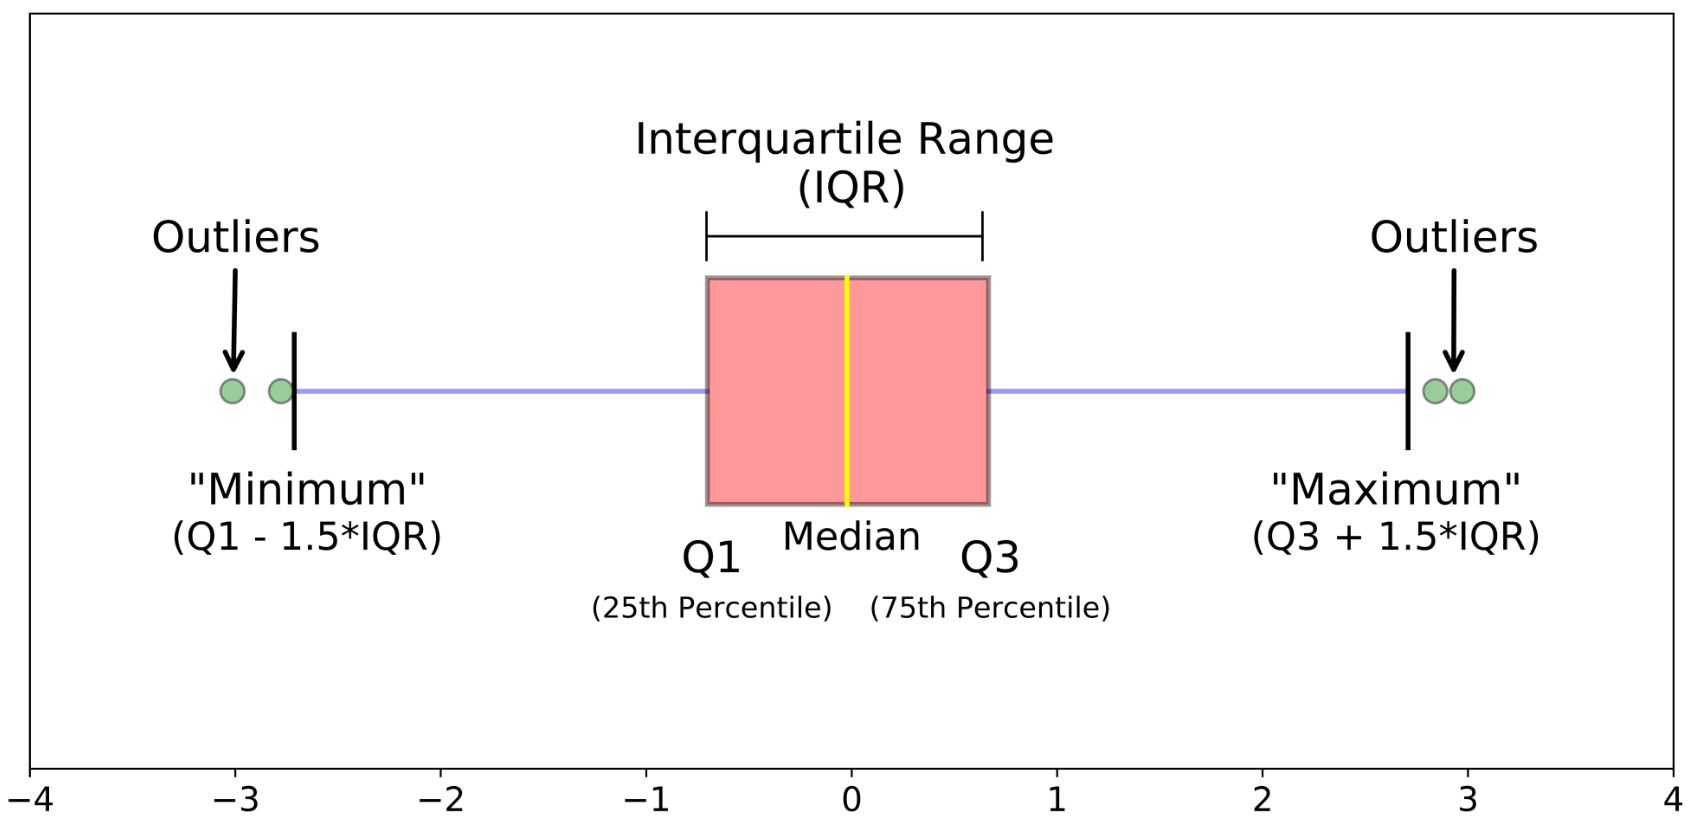 Interquartile Range
(IQR)
Outliers
Outliers
"Minimum"
(Q1 - 1.5*IQR)
"Maximum"
(Q3 + 1.5*IQR)
Median
Q1
Q3
(25th Percentile)
(75th Percentile)
−4 −3 −2 −1 0 1 2 3 4